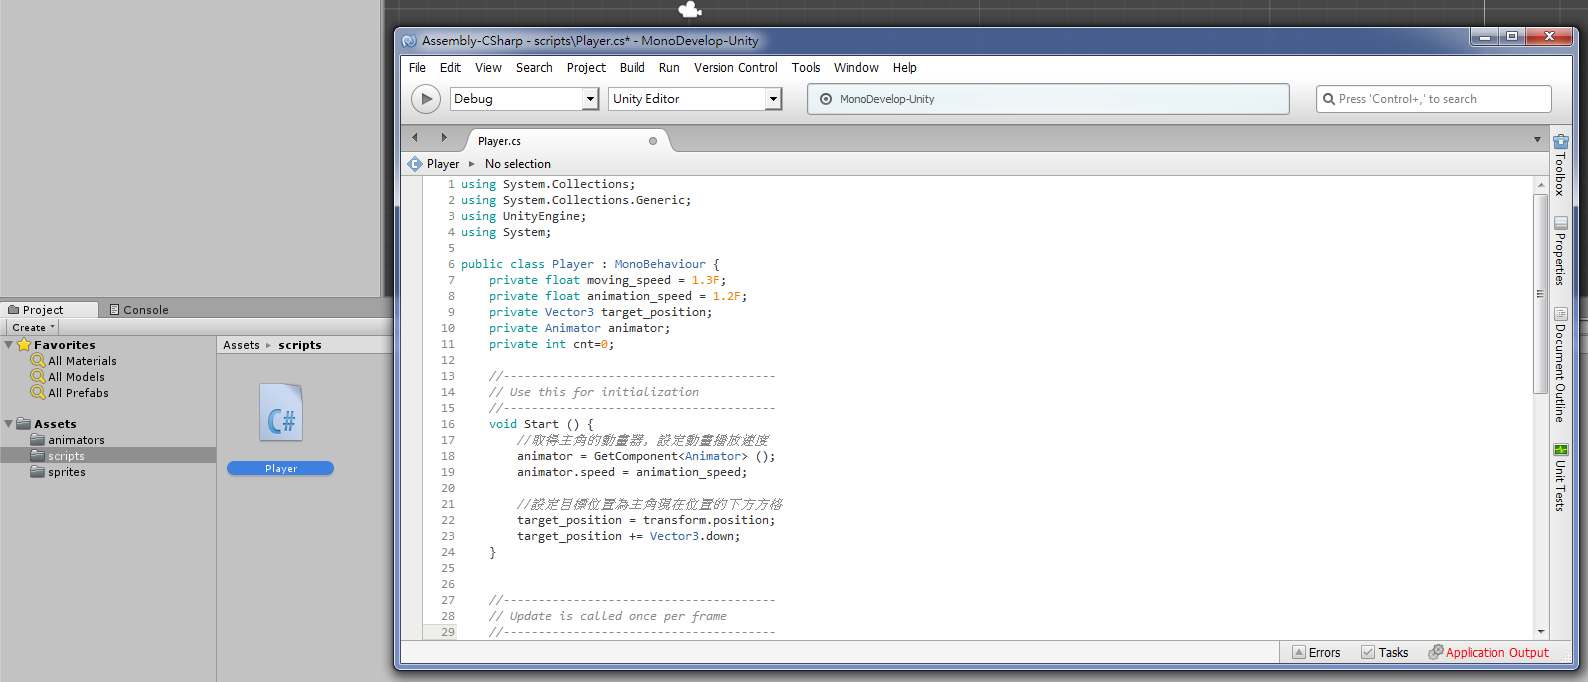 Assembly-CSharp - scripts\Player.cs* - MonoDevelop-Unity
File Edit View Search Project Build Run Version Control Tools Window Help
Debug Unity Editor MonoDevelop-Unity Press 'Control+,' to search
Player.cs
Player No selection
1 using System.Collections;
2 using System.Collections.Generic;
3 using UnityEngine;
4 using System;
5
6 public class Player : MonoBehaviour {
7 private float moving_speed = 1.3F;
8 private float animation_speed = 1.2F;
9 private Vector3 target_position;
10 private Animator animator;
11 private int cnt=0;
12
13 //---------------------------------------
14 // Use this for initialization
15 //---------------------------------------
16 void Start () {
17 //取得主角的動畫器, 設定動畫播放速度
18 animator = GetComponent<Animator> ();
19 animator.speed = animation_speed;
20
21 //設定目標位置為主角現在位置的下方方格
22 target_position = transform.position;
23 target_position += Vector3.down;
24 }
25
26
27 //---------------------------------------
28 // Update is called once per frame
29 //---------------------------------------
Toolbox
Properties
Document Outline
Unit Tests
Errors Tasks Application Output
Project Console
Create
Favorites
All Materials
All Models
All Prefabs
Assets
animators
scripts
sprites
Assets scripts
C#
Player